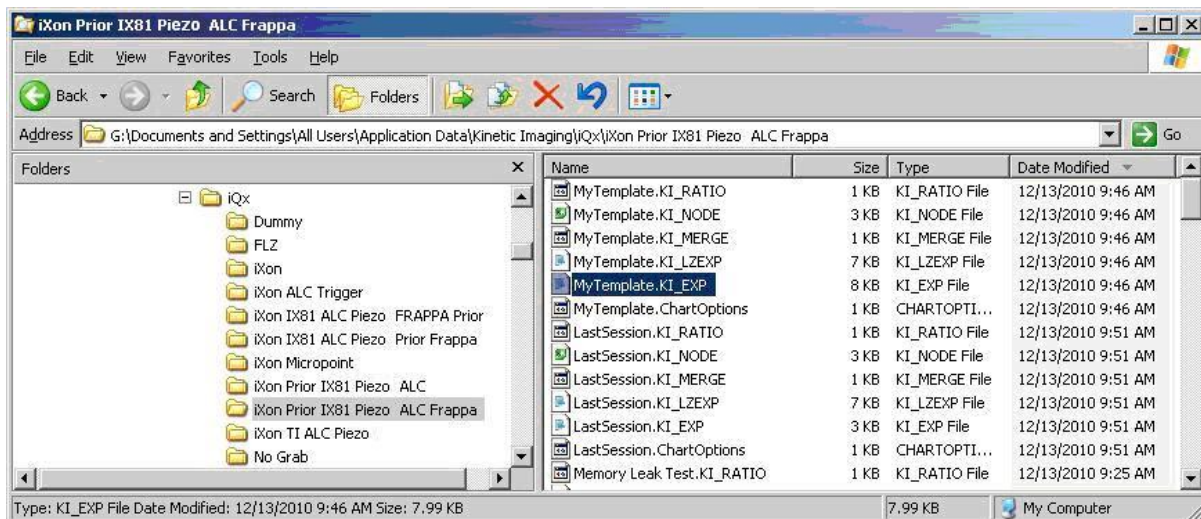 iXon Prior IX81 Piezo  ALC Frappa
File Edit View Favorites Tools Help
Back Search Folders
Address G:\Documents and Settings\All Users\Application Data\Kinetic Imaging\iQx\iXon Prior IX81 Piezo  ALC Frappa Go
Folders x
iQx
Dummy
FLZ
iXon
iXon ALC Trigger
iXon IX81 ALC Piezo  FRAPPA Prior
iXon IX81 ALC Piezo  Prior Frappa
iXon Micropoint
iXon Prior IX81 Piezo  ALC
iXon Prior IX81 Piezo  ALC Frappa
iXon TI ALC Piezo
No Grab
Name Size Type Date Modified
MyTemplate.KI_RATIO 1 KB KI_RATIO File 12/13/2010 9:46 AM
MyTemplate.KI_NODE 3 KB KI_NODE File 12/13/2010 9:46 AM
MyTemplate.KI_MERGE 1 KB KI_MERGE File 12/13/2010 9:46 AM
MyTemplate.KI_LZEXP 7 KB KI_LZEXP File 12/13/2010 9:46 AM
MyTemplate.KI_EXP 8 KB KI_EXP File 12/13/2010 9:46 AM
MyTemplate.ChartOptions 1 KB CHARTOPTI... 12/13/2010 9:46 AM
LastSession.KI_RATIO 1 KB KI_RATIO File 12/13/2010 9:51 AM
LastSession.KI_NODE 3 KB KI_NODE File 12/13/2010 9:51 AM
LastSession.KI_MERGE 1 KB KI_MERGE File 12/13/2010 9:51 AM
LastSession.KI_LZEXP 7 KB KI_LZEXP File 12/13/2010 9:51 AM
LastSession.KI_EXP 8 KB KI_EXP File 12/13/2010 9:51 AM
LastSession.ChartOptions 1 KB CHARTOPTI... 12/13/2010 9:51 AM
Memory Leak Test.KI_RATIO 1 KB KI_RATIO File 12/13/2010 9:25 AM
Type: KI_EXP File Date Modified: 12/13/2010 9:46 AM Size: 7.99 KB 7.99 KB My Computer